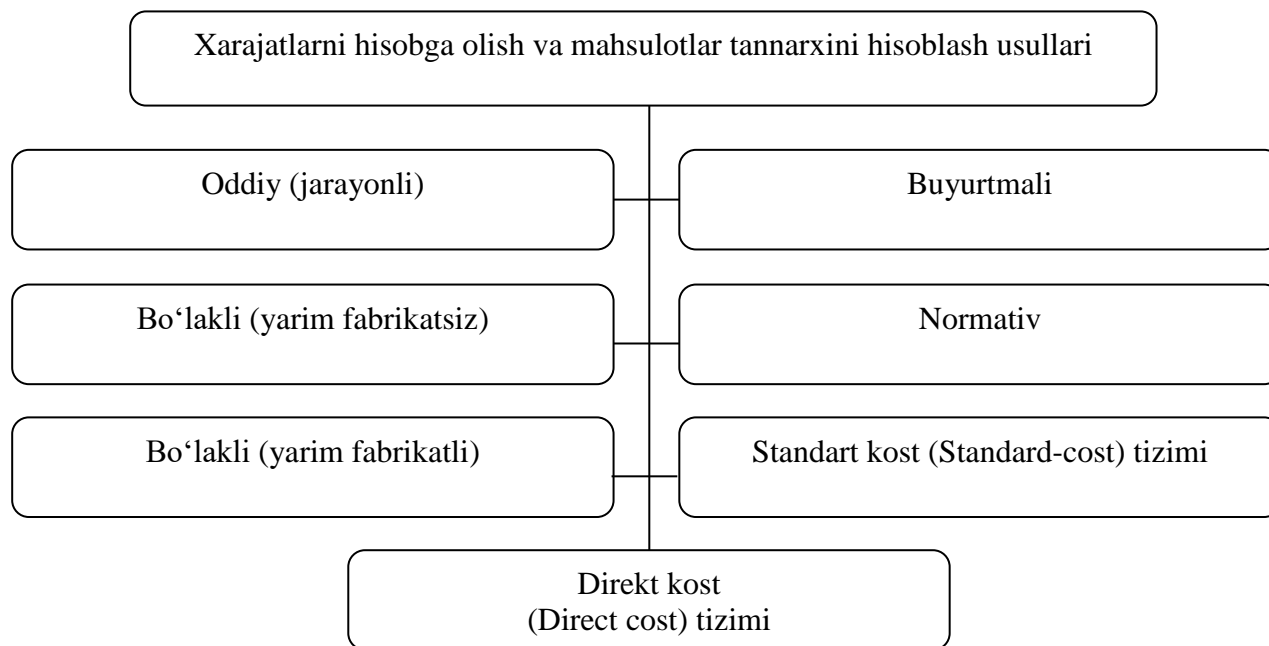 Xarajatlarni hisobga olish va mahsulotlar tannarxini hisoblash usullari
Oddiy (jarayonli)
Buyurtmali
Bo‘lakli (yarim fabrikatsiz)
Normativ
Bo‘lakli (yarim fabrikatli)
Standart kost (Standard-cost) tizimi
Direkt kost
(Direct cost) tizimi